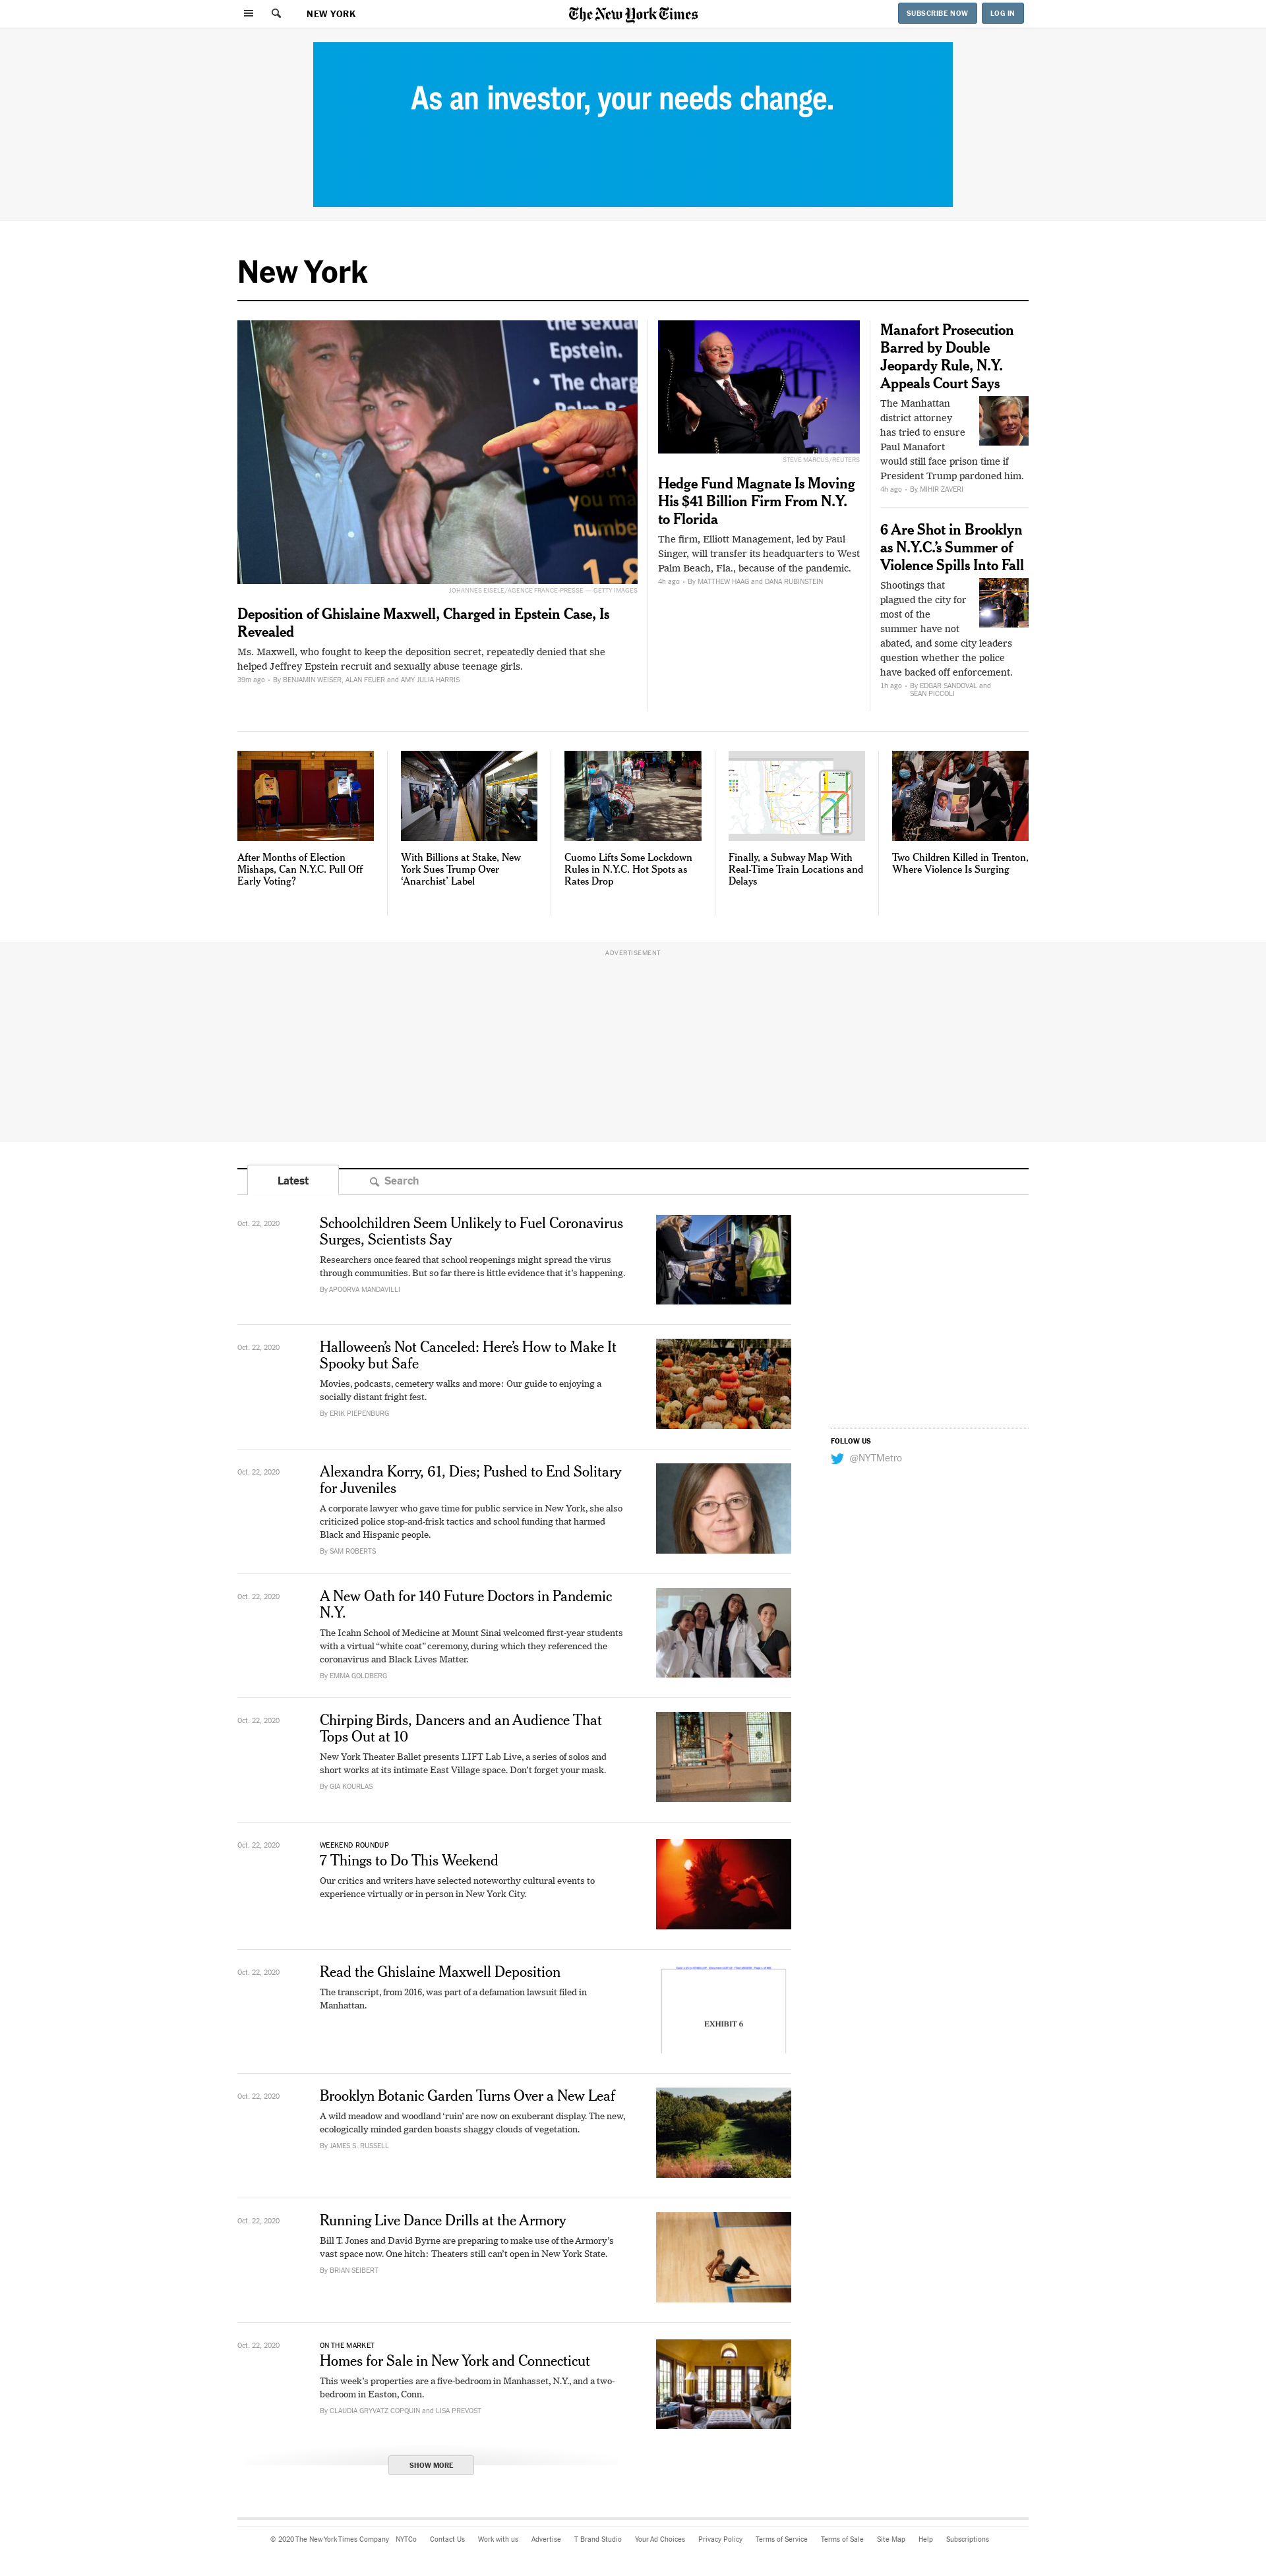 NEW YORK
The New York Times
SUBSCRIBE NOW
LOG IN
As an investor, your needs change.
New York
the sexual
Epstein.
• The charg
Palm Be
you ma
numb
1-8
JOHANNES EISELE/AGENCE FRANCE-PRESSE — GETTY IMAGES
Deposition of Ghislaine Maxwell, Charged in Epstein Case, Is
Revealed
Ms. Maxwell, who fought to keep the deposition secret, repeatedly denied that she
helped Jeffrey Epstein recruit and sexually abuse teenage girls.
39m ago • By BENJAMIN WEISER, ALAN FEUER and AMY JULIA HARRIS
STEVE MARCUS/REUTERS
Hedge Fund Magnate Is Moving
His $41 Billion Firm From N.Y.
to Florida
The firm, Elliott Management, led by Paul
Singer, will transfer its headquarters to West
Palm Beach, Fla., because of the pandemic.
4h ago • By MATTHEW HAAG and DANA RUBINSTEIN
Manafort Prosecution
Barred by Double
Jeopardy Rule, N.Y.
Appeals Court Says
The Manhattan
district attorney
has tried to ensure
Paul Manafort
would still face prison time if
President Trump pardoned him.
4h ago • By MIHIR ZAVERI
6 Are Shot in Brooklyn
as N.Y.C.’s Summer of
Violence Spills Into Fall
Shootings that
plagued the city for
most of the
summer have not
abated, and some city leaders
question whether the police
have backed off enforcement.
1h ago • By EDGAR SANDOVAL and
SEAN PICCOLI
After Months of Election
Mishaps, Can N.Y.C. Pull Off
Early Voting?
With Billions at Stake, New
York Sues Trump Over
‘Anarchist’ Label
Cuomo Lifts Some Lockdown
Rules in N.Y.C. Hot Spots as
Rates Drop
Finally, a Subway Map With
Real-Time Train Locations and
Delays
Two Children Killed in Trenton,
Where Violence Is Surging
ADVERTISEMENT
Latest
Search
Oct. 22, 2020
Schoolchildren Seem Unlikely to Fuel Coronavirus
Surges, Scientists Say
Researchers once feared that school reopenings might spread the virus
through communities. But so far there is little evidence that it’s happening.
By APOORVA MANDAVILLI
Oct. 22, 2020
Halloween’s Not Canceled: Here’s How to Make It
Spooky but Safe
Movies, podcasts, cemetery walks and more: Our guide to enjoying a
socially distant fright fest.
By ERIK PIEPENBURG
FOLLOW US
@NYTMetro
Oct. 22, 2020
Alexandra Korry, 61, Dies; Pushed to End Solitary
for Juveniles
A corporate lawyer who gave time for public service in New York, she also
criticized police stop-and-frisk tactics and school funding that harmed
Black and Hispanic people.
By SAM ROBERTS
Oct. 22, 2020
A New Oath for 140 Future Doctors in Pandemic
N.Y.
The Icahn School of Medicine at Mount Sinai welcomed first-year students
with a virtual “white coat” ceremony, during which they referenced the
coronavirus and Black Lives Matter.
By EMMA GOLDBERG
Oct. 22, 2020
Chirping Birds, Dancers and an Audience That
Tops Out at 10
New York Theater Ballet presents LIFT Lab Live, a series of solos and
short works at its intimate East Village space. Don’t forget your mask.
By GIA KOURLAS
Oct. 22, 2020
WEEKEND ROUNDUP
7 Things to Do This Weekend
Our critics and writers have selected noteworthy cultural events to
experience virtually or in person in New York City.
Oct. 22, 2020
Read the Ghislaine Maxwell Deposition
The transcript, from 2016, was part of a defamation lawsuit filed in
Manhattan.
EXHIBIT 6
Oct. 22, 2020
Brooklyn Botanic Garden Turns Over a New Leaf
A wild meadow and woodland ‘ruin’ are now on exuberant display. The new,
ecologically minded garden boasts shaggy clouds of vegetation.
By JAMES S. RUSSELL
Oct. 22, 2020
Running Live Dance Drills at the Armory
Bill T. Jones and David Byrne are preparing to make use of the Armory’s
vast space now. One hitch: Theaters still can’t open in New York State.
By BRIAN SEIBERT
Oct. 22, 2020
ON THE MARKET
Homes for Sale in New York and Connecticut
This week’s properties are a five-bedroom in Manhasset, N.Y., and a two-
bedroom in Easton, Conn.
By CLAUDIA GRYVATZ COPQUIN and LISA PREVOST
SHOW MORE
© 2020 The New York Times Company NYTCo Contact Us Work with us Advertise T Brand Studio Your Ad Choices Privacy Policy Terms of Service Terms of Sale Site Map Help Subscriptions